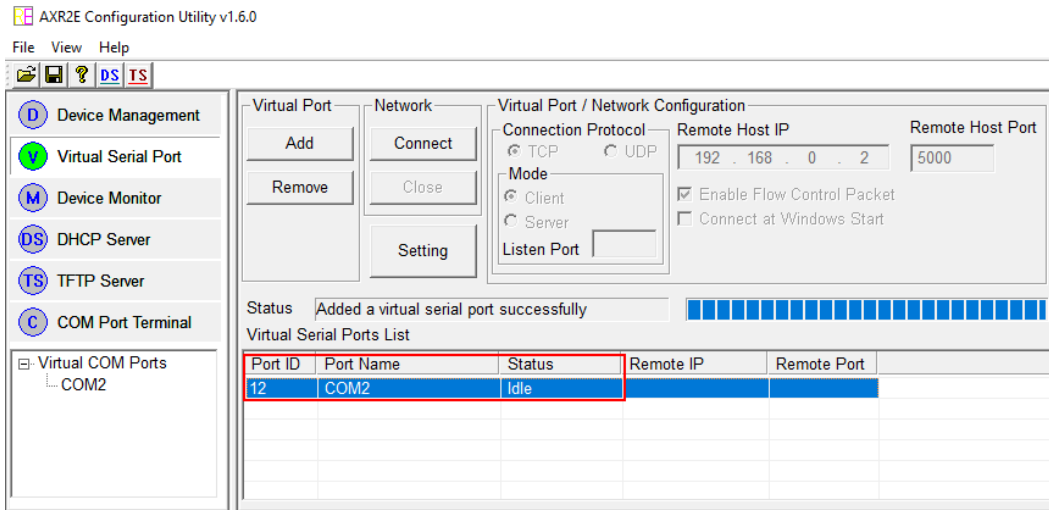 AXR2E Configuration Utility v1.6.0
File View Help
DS TS
D Device Management
V Virtual Serial Port
M Device Monitor
DS DHCP Server
TS TFTP Server
C COM Port Terminal
Virtual COM Ports
COM2
Virtual Port
Add
Remove
Network
Connect
Close
Setting
Virtual Port / Network Configuration
Connection Protocol
TCP UDP
Mode
Client
Server
Listen Port
Remote Host IP
192 . 168 . 0 . 2
Remote Host Port
5000
Enable Flow Control Packet
Connect at Windows Start
Status Added a virtual serial port successfully
Virtual Serial Ports List
Port ID Port Name Status Remote IP Remote Port
12 COM2 Idle